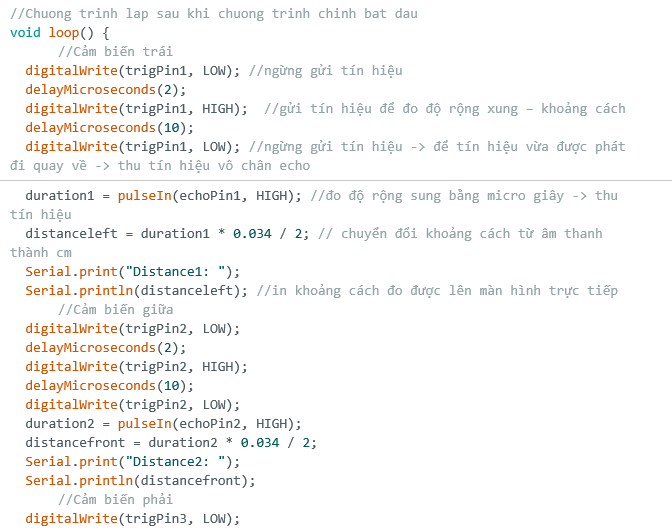 //Chuong trinh lap sau khi chuong trinh chinh bat dau
void loop() {
//Cảm biến trái
digitalWrite(trigPin1, LOW); //ngừng gửi tín hiệu
delayMicroseconds(2);
digitalWrite(trigPin1, HIGH);  //gửi tín hiệu để đo độ rộng xung – khoảng cách
delayMicroseconds(10);
digitalWrite(trigPin1, LOW); //ngừng gửi tín hiệu -> để tín hiệu vừa được phát
đi quay về -> thu tín hiệu vô chân echo
duration1 = pulseIn(echoPin1, HIGH); //đo độ rộng sung bằng micro giây -> thu
tín hiệu
distanceleft = duration1 * 0.034 / 2; // chuyển đổi khoảng cách từ âm thanh
thành cm
Serial.print("Distance1: ");
Serial.println(distanceleft); //in khoảng cách đo được lên màn hình trực tiếp
//Cảm biến giữa
digitalWrite(trigPin2, LOW);
delayMicroseconds(2);
digitalWrite(trigPin2, HIGH);
delayMicroseconds(10);
digitalWrite(trigPin2, LOW);
duration2 = pulseIn(echoPin2, HIGH);
distancefront = duration2 * 0.034 / 2;
Serial.print("Distance2: ");
Serial.println(distancefront);
//Cảm biến phải
digitalWrite(trigPin3, LOW);